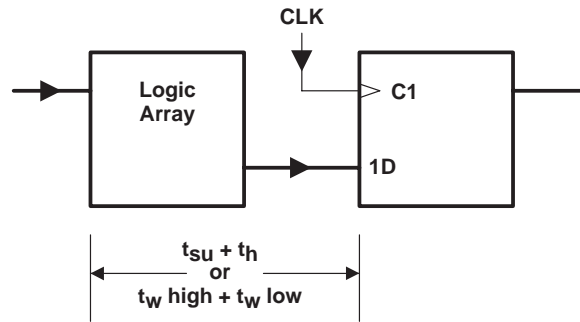 CLK
Logic
Array
C1
1D
tsu + th
or
tw high + tw low